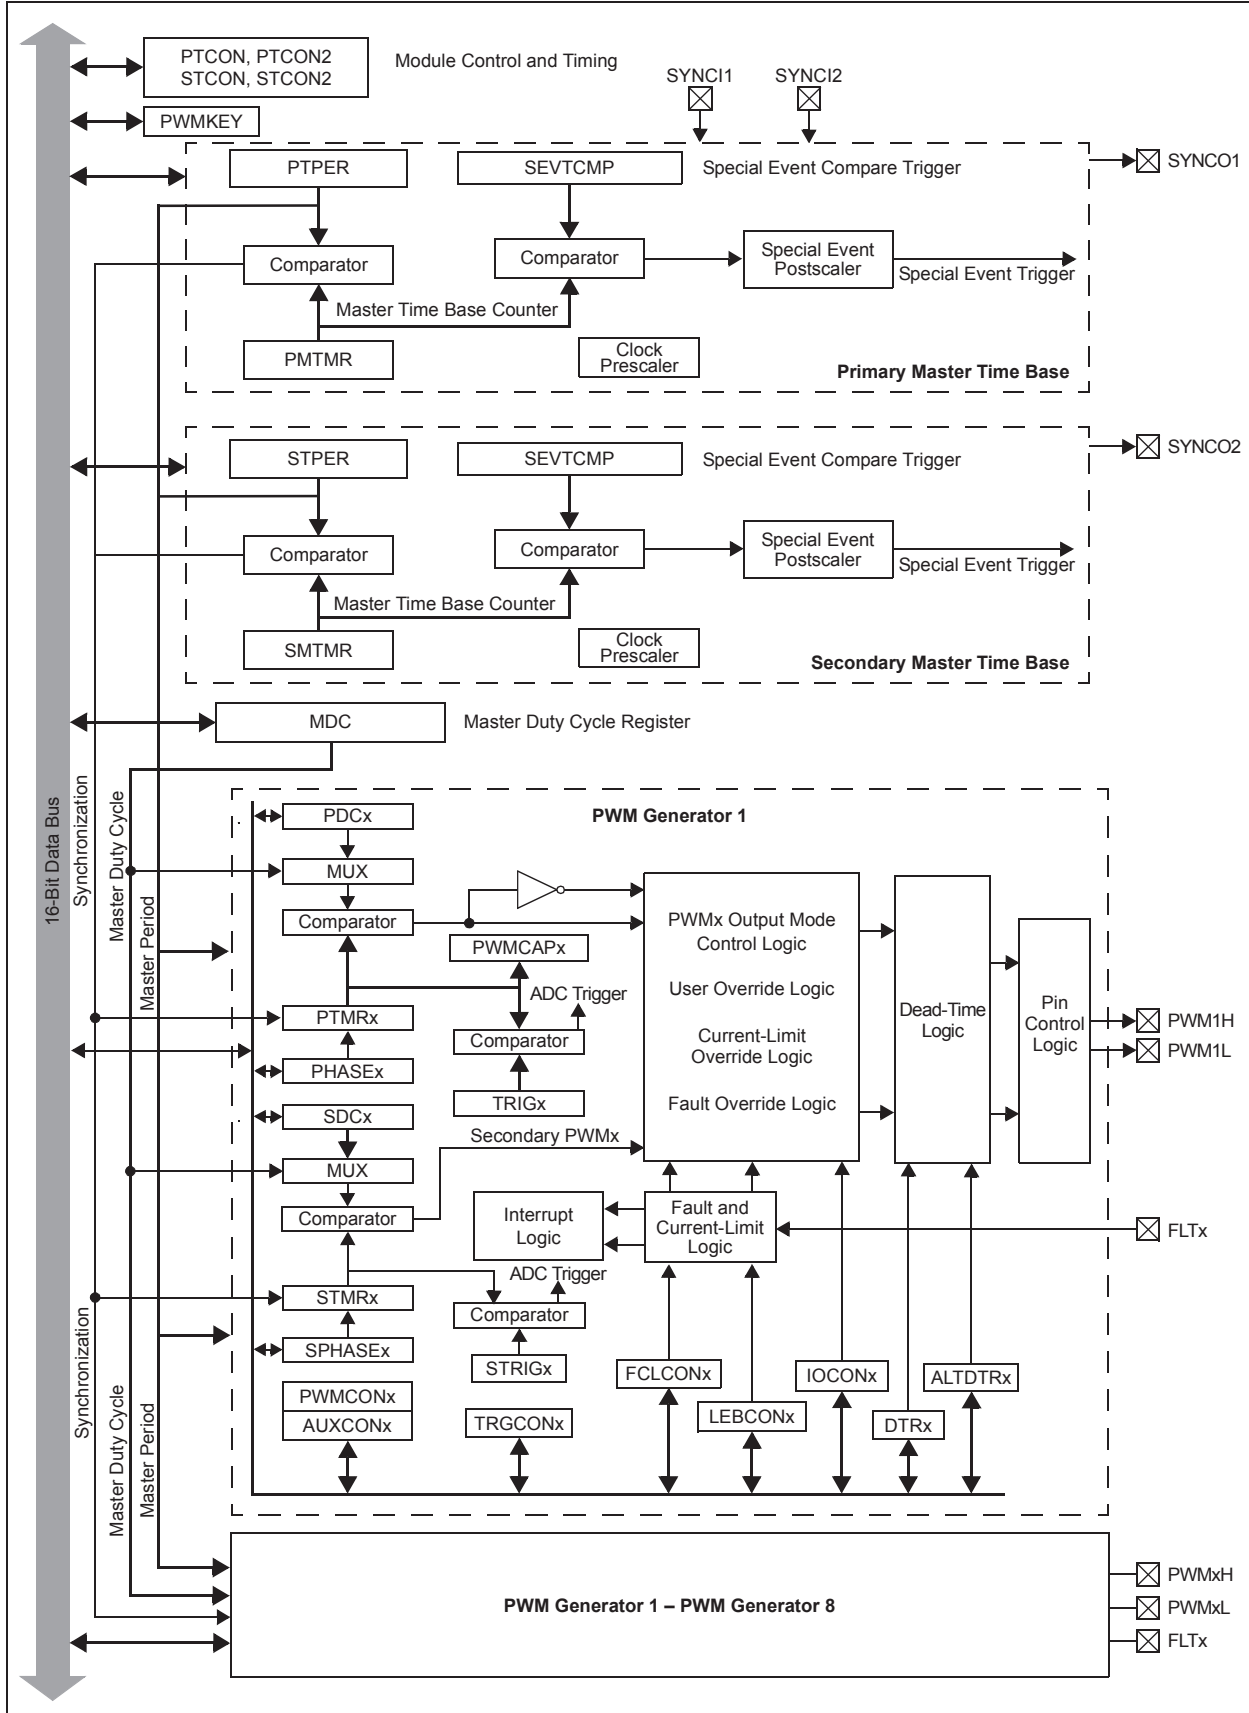 PTCON, PTCON2
STCON, STCON2
Module Control and Timing
SYNCI1
SYNCI2
PWMKEY
PTPER
SEVTCMP
Special Event Compare Trigger
SYNCO1
Comparator
Comparator
Special Event
Postscaler
Special Event Trigger
Master Time Base Counter
PMTMR
Clock
Prescaler
Primary Master Time Base
STPER
SEVTCMP
Special Event Compare Trigger
SYNCO2
Comparator
Comparator
Special Event
Postscaler
Special Event Trigger
Master Time Base Counter
SMTMR
Clock
Prescaler
Secondary Master Time Base
MDC
Master Duty Cycle Register
16-Bit Data Bus
Synchronization
Master Duty Cycle
Master Period
PWM Generator 1
PDCx
MUX
Comparator
PWMCAPx
ADC Trigger
PTMRx
Comparator
PHASEx
TRIGx
SDCx
Secondary PWMx
MUX
Comparator
PWMx Output Mode
Control Logic
User Override Logic
Current-Limit
Override Logic
Fault Override Logic
Dead-Time
Logic
Pin
Control
Logic
PWM1H
PWM1L
Interrupt
Logic
Fault and
Current-Limit
Logic
FLTx
ADC Trigger
STMRx
Comparator
SPHASEx
STRIGx
FCLCONx
IOCONx
ALTDTRx
PWMCONx
AUXCONx
TRGCONx
LEBCONx
DTRx
Synchronization
Master Duty Cycle
Master Period
PWM Generator 1 – PWM Generator 8
PWMxH
PWMxL
FLTx